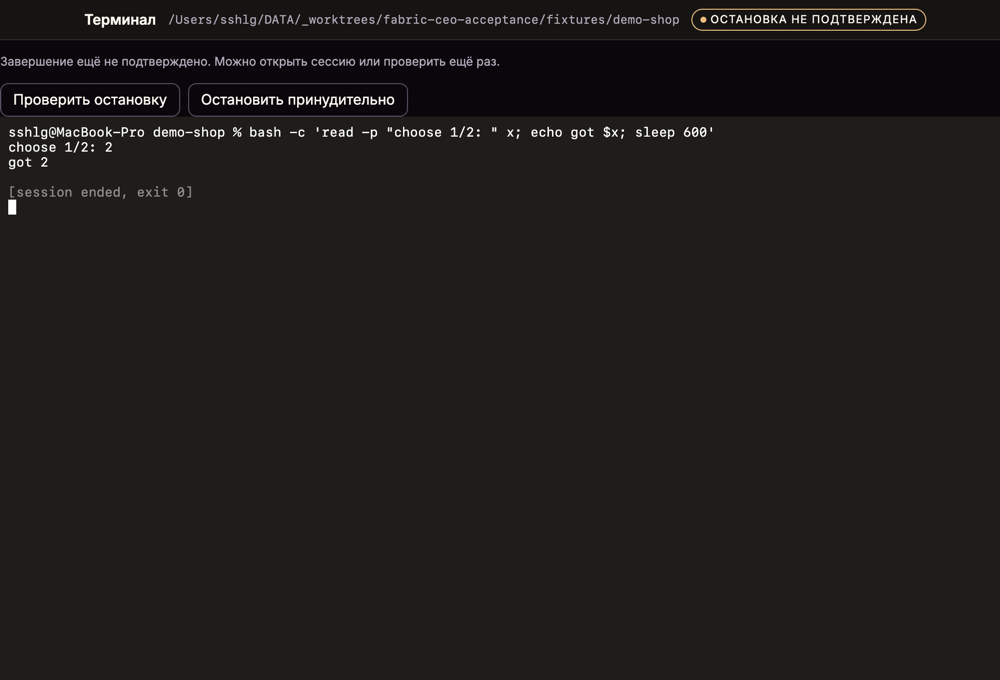 Терминал /Users/sshlg/DATA/_worktrees/fabric-ceo-acceptance/fixtures/demo-shop ОСТАНОВКА НЕ ПОДТВЕРЖДЕНА
Завершение ещё не подтверждено. Можно открыть сессию или проверить ещё раз.
Проверить остановку Остановить принудительно
sshlg@MacBook-Pro demo-shop % bash -c 'read -p "choose 1/2: " x; echo got $x; sleep 600'
choose 1/2: 2
got 2
[session ended, exit 0]